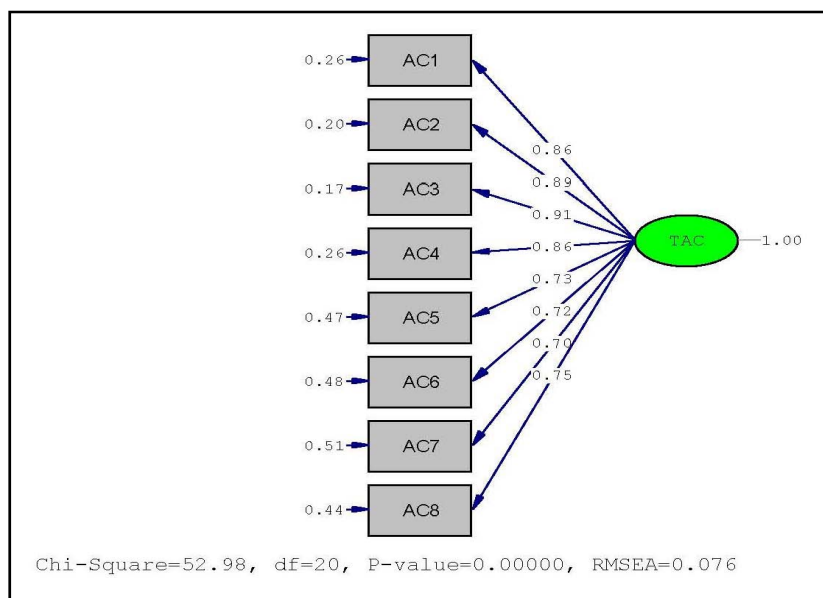 0.26
AC1
0.20
AC2
0.86
0.89
0.17
AC3
0.91
0.26
AC4
0.86
TAC
1.00
0.73
0.47
AC5
0.72
0.70
0.48
AC6
0.75
0.51
AC7
0.44
AC8
Chi-Square=52.98, df=20, P-value=0.00000, RMSEA=0.076